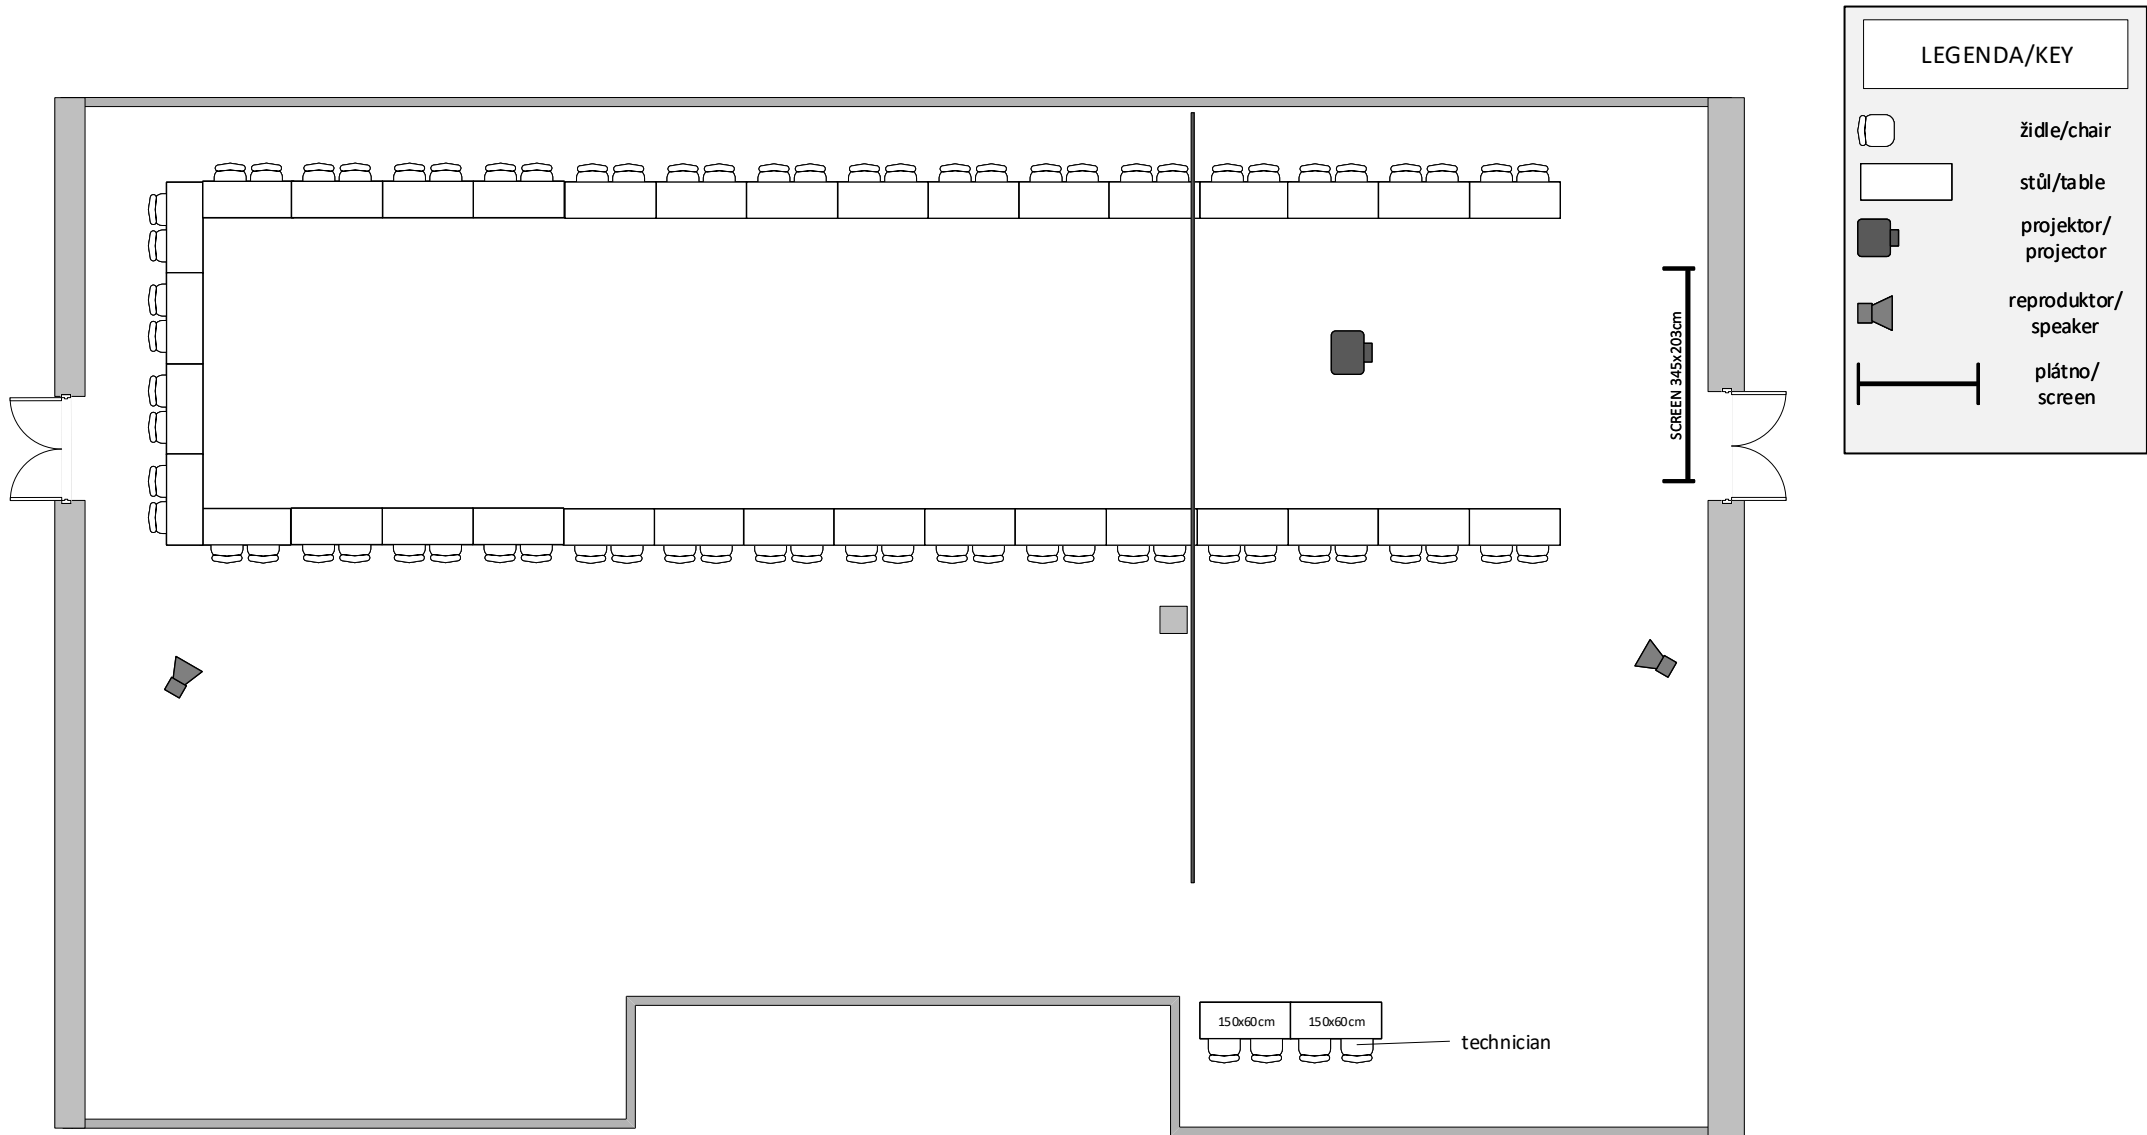 LEGENDA/KEY
židle/chair
stůl/table
projektor/
projector
reproduktor/
speaker
plátno/
screen
SCREEN 345x203cm
150x60cm
150x60cm
technician